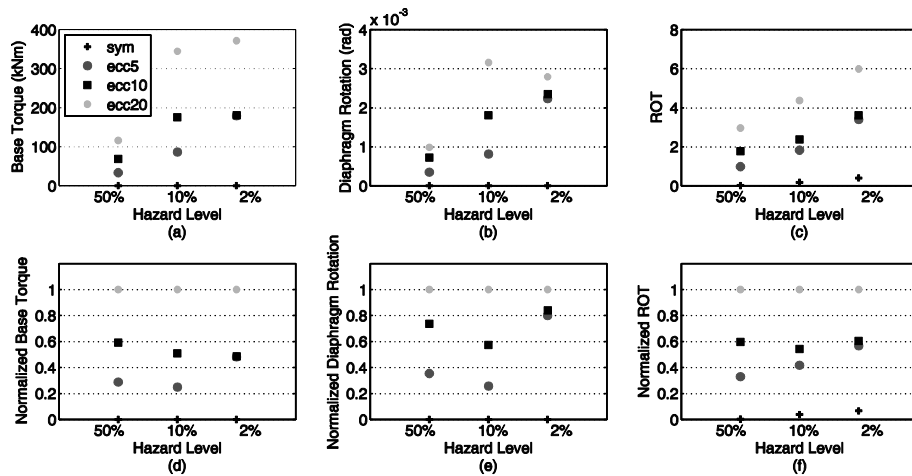 × 10⁻³
400
300
200
100
0
Base Torque (kNm)
sym
ecc5
ecc10
ecc20
50% 10% 2%
Hazard Level
(a)
4
3
2
1
0
Diaphragm Rotation (rad)
50% 10% 2%
Hazard Level
(b)
8
6
4
2
0
ROT
50% 10% 2%
Hazard Level
(c)
1
0.8
0.6
0.4
0.2
0
Normalized Base Torque
50% 10% 2%
Hazard Level
(d)
1
0.8
0.6
0.4
0.2
0
Normalized Diaphragm Rotation
50% 10% 2%
Hazard Level
(e)
1
0.8
0.6
0.4
0.2
0
Normalized ROT
50% 10% 2%
Hazard Level
(f)